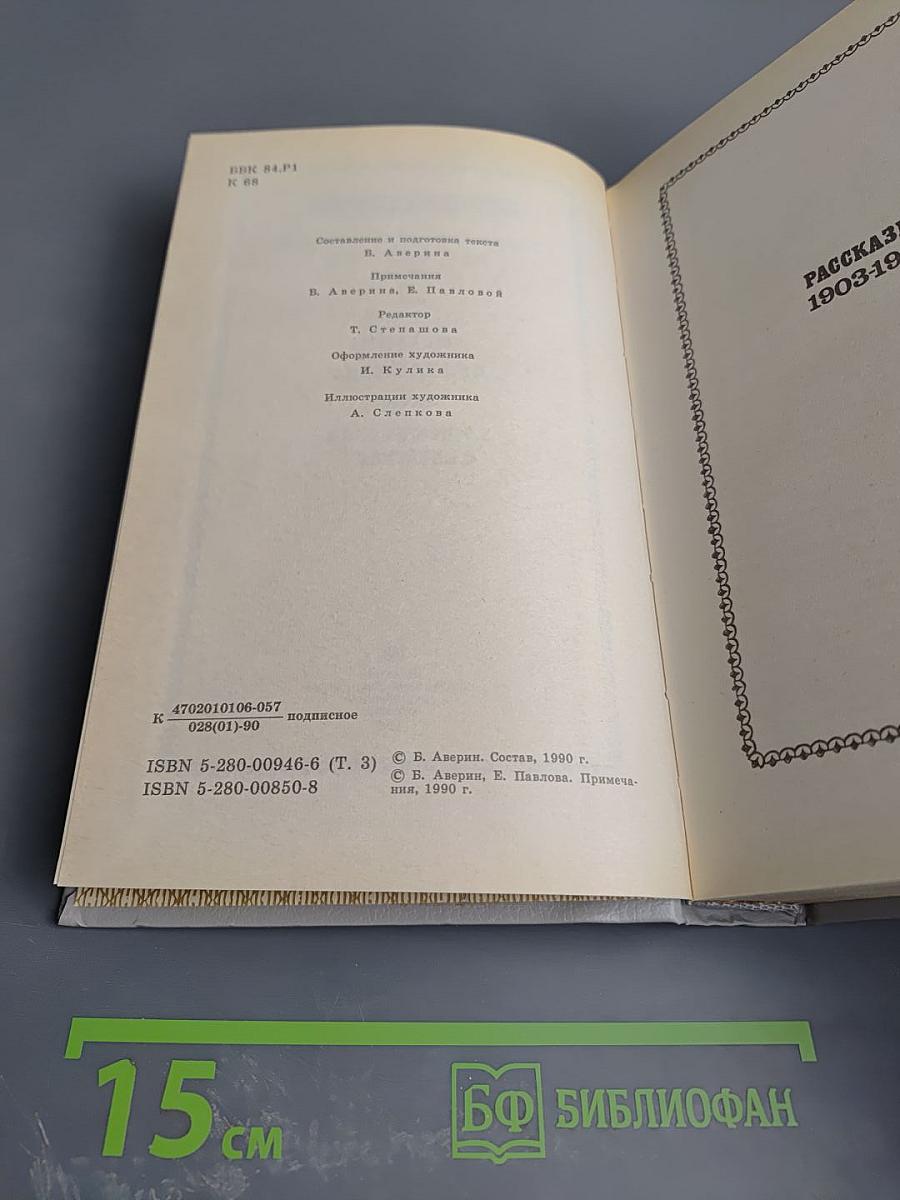 ББК 84.Р1
К 68
Составление и подготовка текста
Б. Аверина
Примечания
Б. Аверина, Е. Павловой
Редактор
Т. Степашова
Оформление художника
И. Кулика
Иллюстрации художника
А. Слепкова
К 4702010106-057 подписное
028(01)-90
ISBN 5-280-00946-6 (Т. 3)
ISBN 5-280-00850-8
© Б. Аверин. Состав, 1990 г.
© Б. Аверин, Е. Павлова. Примеча-
ния, 1990 г.
РАССКАЗ
1903-19
15 см
БФ БИБЛИОФАН